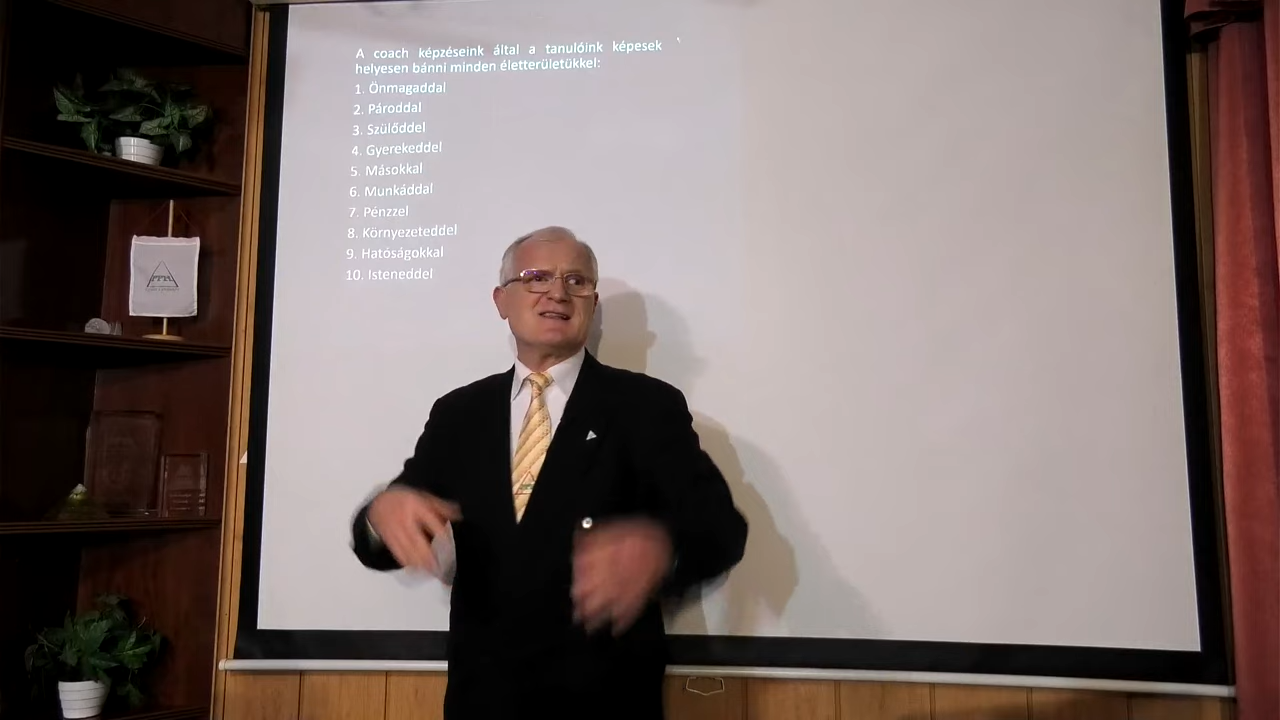 A coach képzéseink által a tanulóink képesek
helyesen bánni minden életterületükkel:
1. Önmagaddal
2. Pároddal
3. Szülőddel
4. Gyerekeddel
5. Másokkal
6. Munkáddal
7. Pénzzel
8. Környezeteddel
9. Hatóságokkal
10. Isteneddel